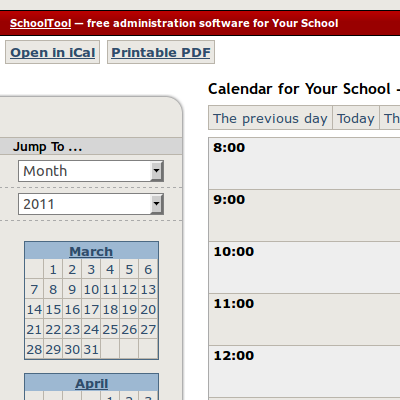 SchoolTool — free administration software for Your School
Open in iCal Printable PDF
Calendar for Your School -
The previous day Today Th
Jump To ...
Month
2011
March
1 2 3 4 5 6
7 8 9 10 11 12 13
14 15 16 17 18 19 20
21 22 23 24 25 26 27
28 29 30 31
April
1 2 3
8:00
9:00
10:00
11:00
12:00